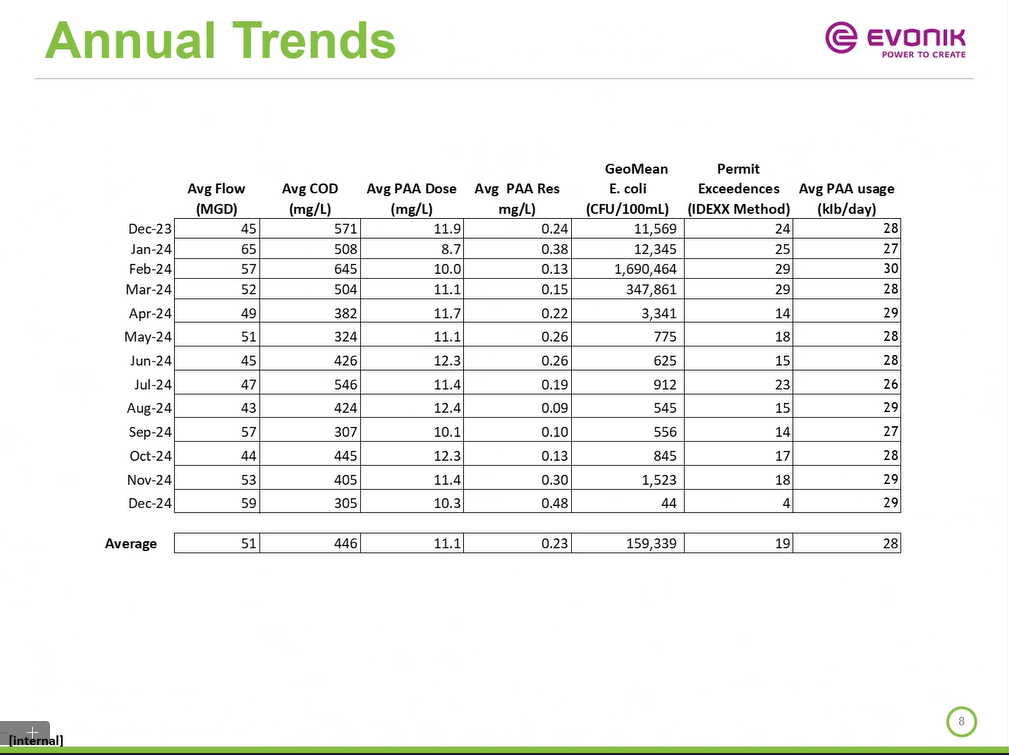 Annual Trends
EVONIK
POWER TO CREATE
GeoMean Permit
Avg Flow Avg COD Avg PAA Dose Avg PAA Res E. coli Exceedences Avg PAA usage
(MGD) (mg/L) (mg/L) mg/L) (CFU/100mL) (IDEXX Method) (klb/day)
Dec-23 45 571 11.9 0.24 11,569 24 28
Jan-24 65 508 8.7 0.38 12,345 25 27
Feb-24 57 645 10.0 0.13 1,690,464 29 30
Mar-24 52 504 11.1 0.15 347,861 29 28
Apr-24 49 382 11.7 0.22 3,341 14 29
May-24 51 324 11.1 0.26 775 18 28
Jun-24 45 426 12.3 0.26 625 15 28
Jul-24 47 546 11.4 0.19 912 23 26
Aug-24 43 424 12.4 0.09 545 15 29
Sep-24 57 307 10.1 0.10 556 14 27
Oct-24 44 445 12.3 0.13 845 17 28
Nov-24 53 405 11.4 0.30 1,523 18 29
Dec-24 59 305 10.3 0.48 44 4 29
Average 51 446 11.1 0.23 159,339 19 28
8
[internal]